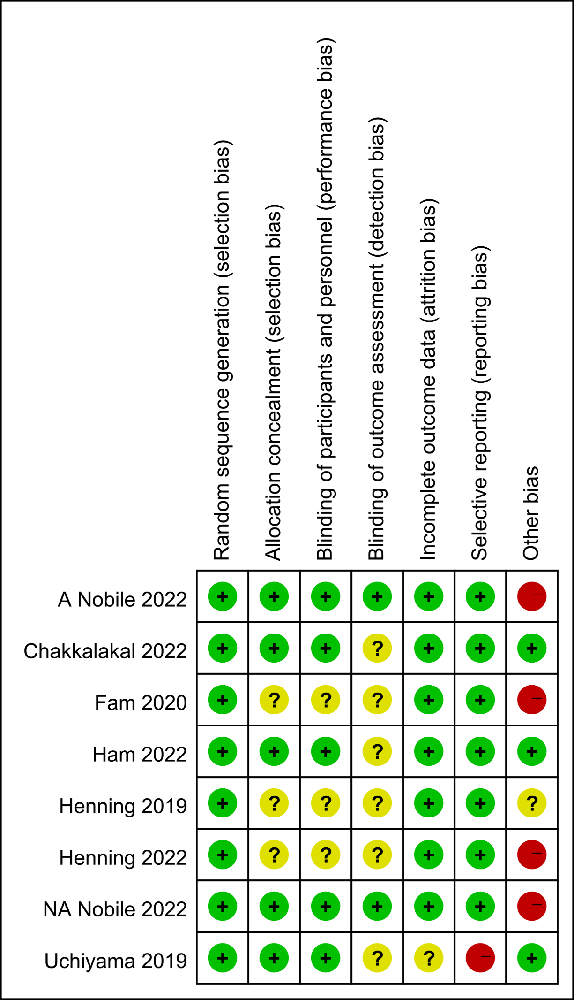 Random sequence generation (selection bias)
Allocation concealment (selection bias)
Blinding of participants and personnel (performance bias)
Blinding of outcome assessment (detection bias)
Incomplete outcome data (attrition bias)
Selective reporting (reporting bias)
Other bias
A Nobile 2022 + + + + + + −
Chakkalakal 2022 + + + ? + + +
Fam 2020 + ? ? ? + + −
Ham 2022 + + + ? + + +
Henning 2019 + ? ? ? + + ?
Henning 2022 + ? ? ? + + −
NA Nobile 2022 + + + + + + −
Uchiyama 2019 + + + ? ? − +